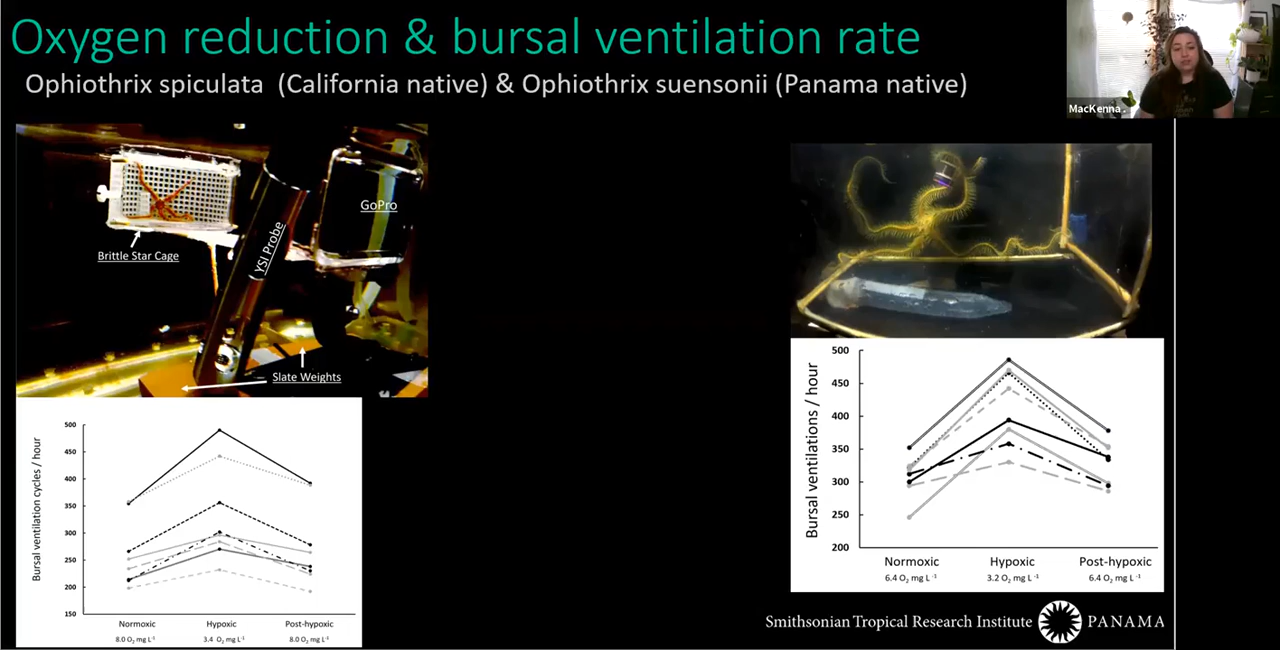 Oxygen reduction & bursal ventilation rate
Ophiothrix spiculata (California native) & Ophiothrix suensonii (Panama native)
MacKenna
GoPro
YSI Probe
Brittle Star Cage
Slate Weights
Bursal ventilation cycles / hour
500
450
400
350
300
250
200
150
Normoxic Hypoxic Post-hypoxic
8.0 O₂ mg L⁻¹ 3.4 O₂ mg L⁻¹ 8.0 O₂ mg L⁻¹
Bursal ventilations / hour
500
450
400
350
300
250
200
Normoxic Hypoxic Post-hypoxic
6.4 O₂ mg L⁻¹ 3.2 O₂ mg L⁻¹ 6.4 O₂ mg L⁻¹
Smithsonian Tropical Research Institute PANAMA